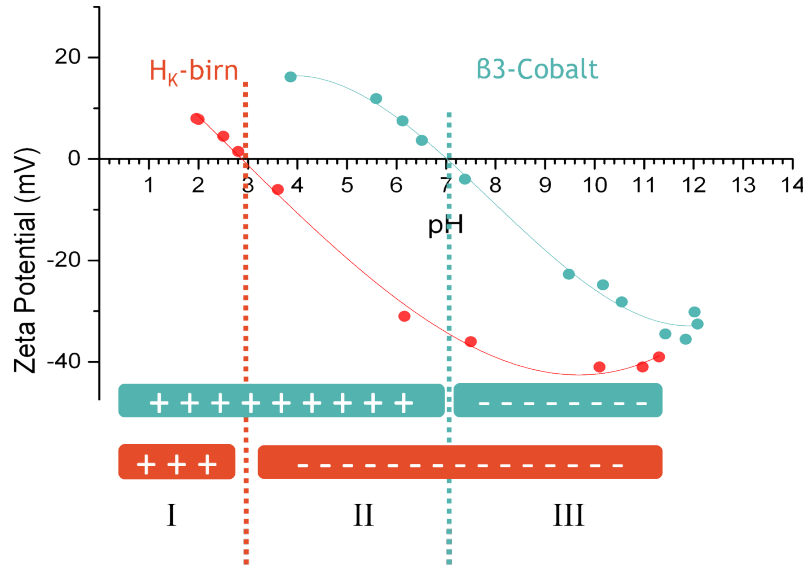 20
H_K-birn
ß3-Cobalt
0
1 2 3 4 5 6 7 8 9 10 11 12 13 14
pH
Zeta Potential (mV)
-20
-40
+ + + + + + + + +
- - - - - - - - -
+ + +
- - - - - - - - - - - - - - - - -
I II III